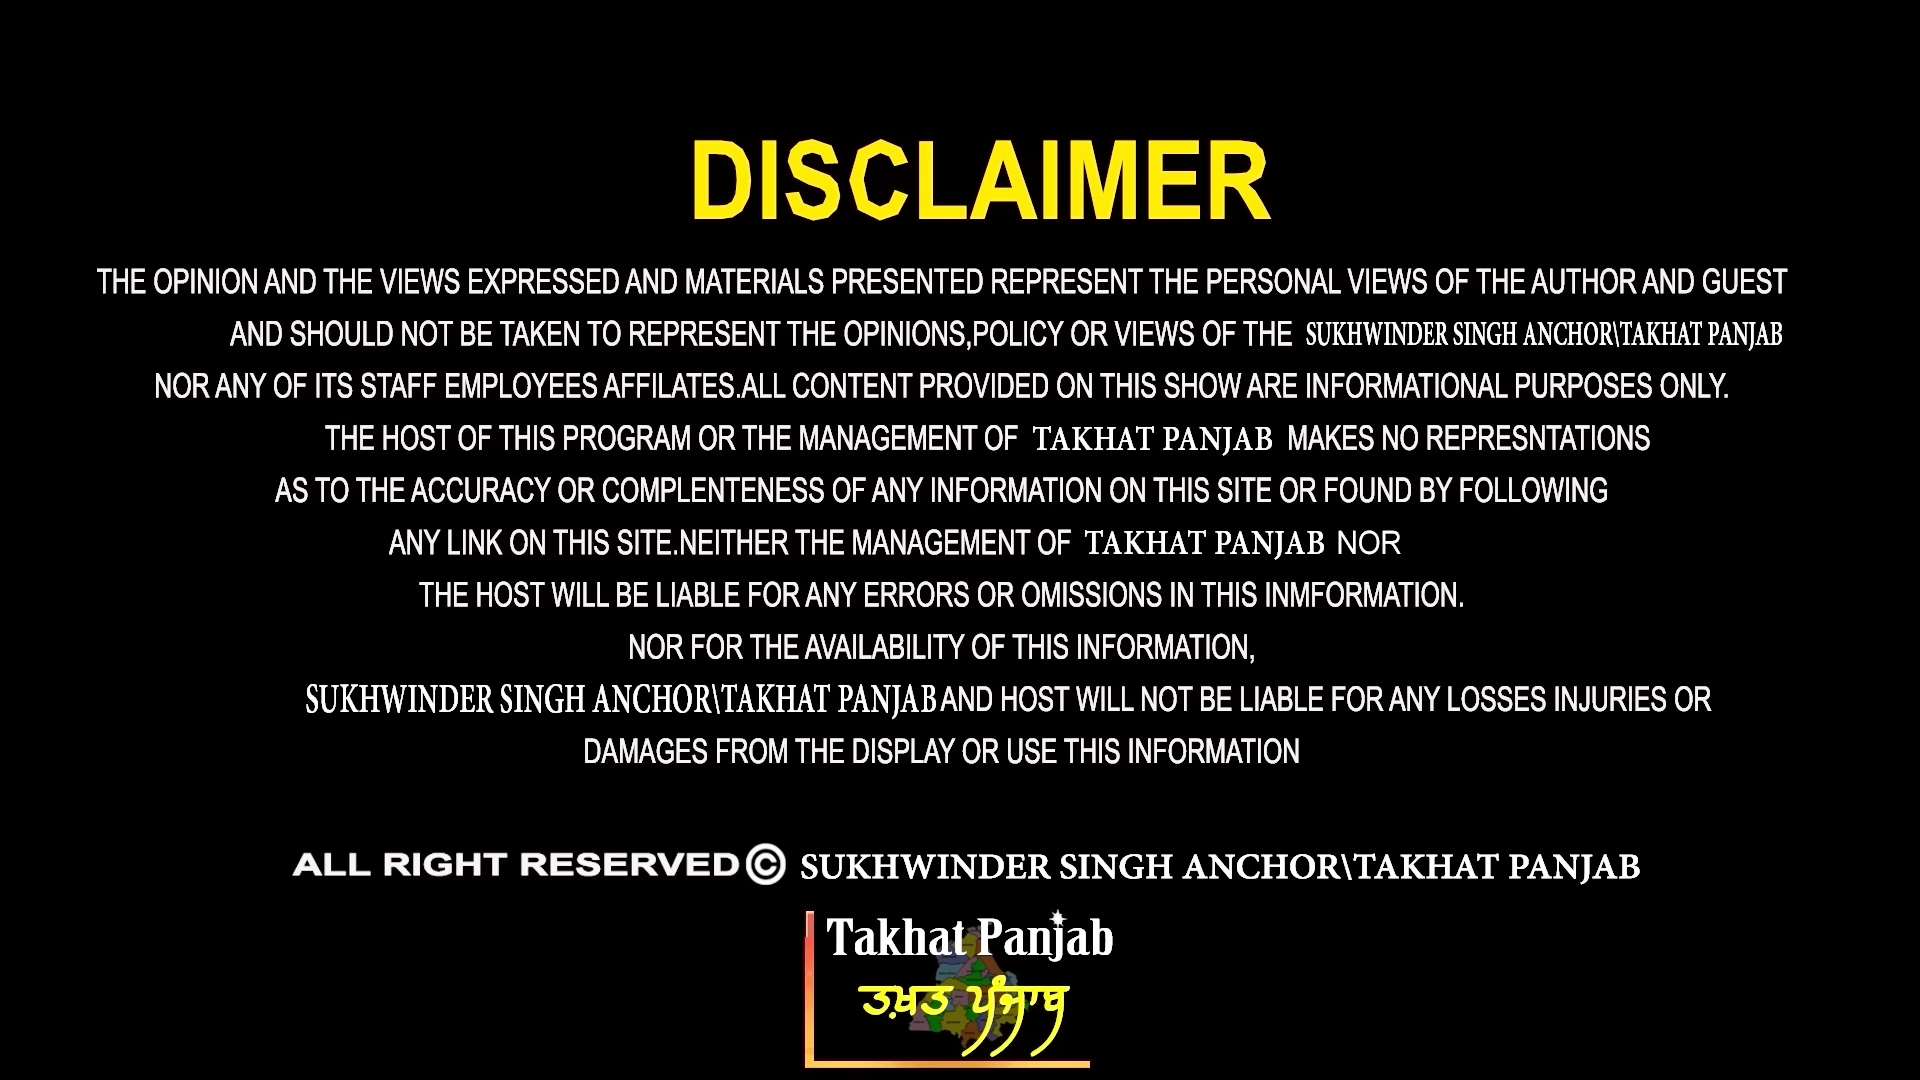 DISCLAIMER
THE OPINION AND THE VIEWS EXPRESSED AND MATERIALS PRESENTED REPRESENT THE PERSONAL VIEWS OF THE AUTHOR AND GUEST
AND SHOULD NOT BE TAKEN TO REPRESENT THE OPINIONS,POLICY OR VIEWS OF THE SUKHWINDER SINGH ANCHOR\TAKHAT PANJAB
NOR ANY OF ITS STAFF EMPLOYEES AFFILATES.ALL CONTENT PROVIDED ON THIS SHOW ARE INFORMATIONAL PURPOSES ONLY.
THE HOST OF THIS PROGRAM OR THE MANAGEMENT OF TAKHAT PANJAB MAKES NO REPRESNTATIONS
AS TO THE ACCURACY OR COMPLENTENESS OF ANY INFORMATION ON THIS SITE OR FOUND BY FOLLOWING
ANY LINK ON THIS SITE.NEITHER THE MANAGEMENT OF TAKHAT PANJAB NOR
THE HOST WILL BE LIABLE FOR ANY ERRORS OR OMISSIONS IN THIS INMFORMATION.
NOR FOR THE AVAILABILITY OF THIS INFORMATION,
SUKHWINDER SINGH ANCHOR\TAKHAT PANJAB AND HOST WILL NOT BE LIABLE FOR ANY LOSSES INJURIES OR
DAMAGES FROM THE DISPLAY OR USE THIS INFORMATION
ALL RIGHT RESERVED © SUKHWINDER SINGH ANCHOR\TAKHAT PANJAB
Takhat Panjab
ਤਖ਼ਤ ਪੰਜਾਬ